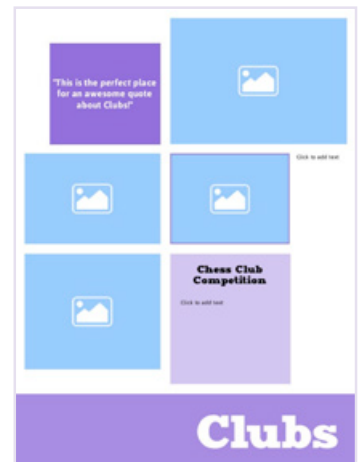 "This is the perfect place
for an awesome quote
about Clubs!"
Click to add text
Chess Club
Competition
Click to add text
Clubs